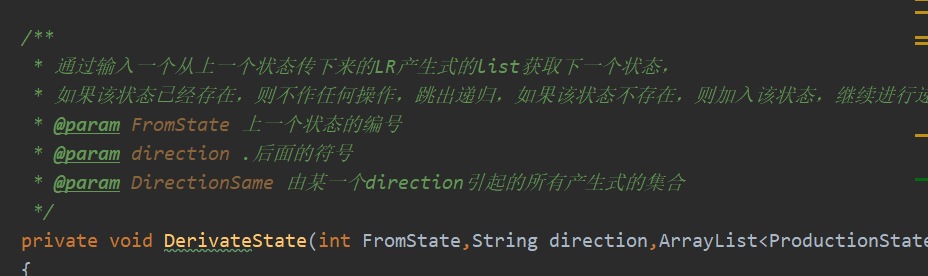 /**
* 通过输入一个从上一个状态传下来的LR产生式的list获取下一个状态,
* 如果该状态已经存在,则不作任何操作,跳出递归,如果该状态不存在,则加入该状态,继续进行
* @param FromState 上一个状态的编号
* @param direction .后面的符号
* @param DirectionSame 由某一个direction引起的所有产生式的集合
*/
private void DerivateState(int FromState,String direction,ArrayList<ProductionState
{